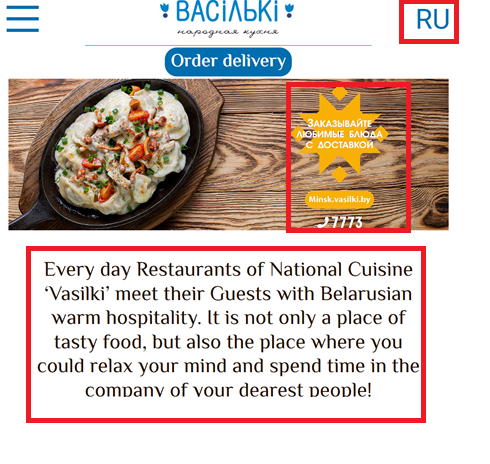 ВАСІЛЬКІ
RU
народная кухня
Order delivery
ЗАКАЗЫВАЙТЕ
ЛЮБИМЫЕ БЛЮДА
С ДОСТАВКОЙ
Minsk.vasilki.by
7773
Every day Restaurants of National Cuisine
‘Vasilki’ meet their Guests with Belarusian
warm hospitality. It is not only a place of
tasty food, but also the place where you
could relax your mind and spend time in the
company of your dearest people!